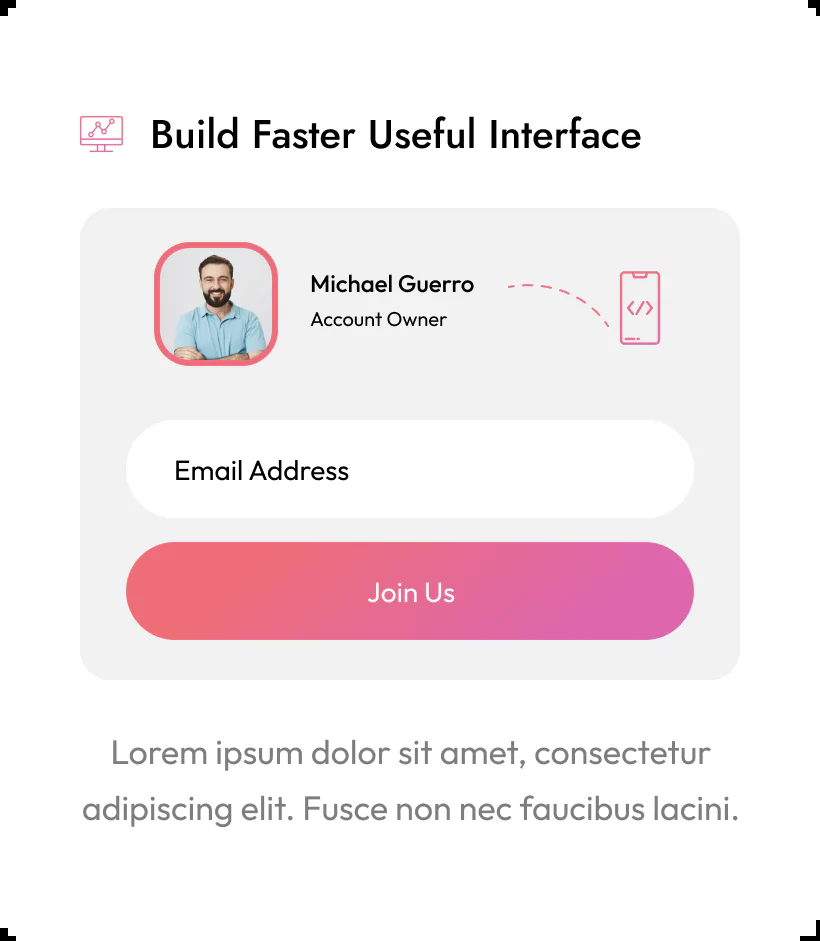 Build Faster Useful Interface
Michael Guerro
Account Owner
</>
Email Address
Join Us
Lorem ipsum dolor sit amet, consectetur
adipiscing elit. Fusce non nec faucibus lacini.